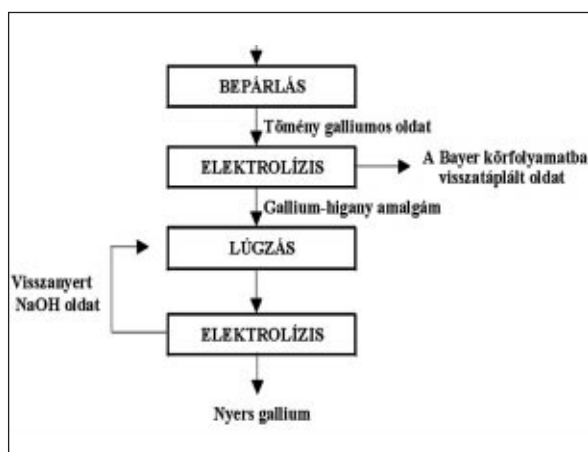 BEPÁRLÁS
Tömény galliumos oldat
ELEKTROLÍZIS
A Bayer körfolyamatba
visszatáplált oldat
Gallium-higany amalgám
LÚGZÁS
Visszanyert
NaOH oldat
ELEKTROLÍZIS
Nyers gallium